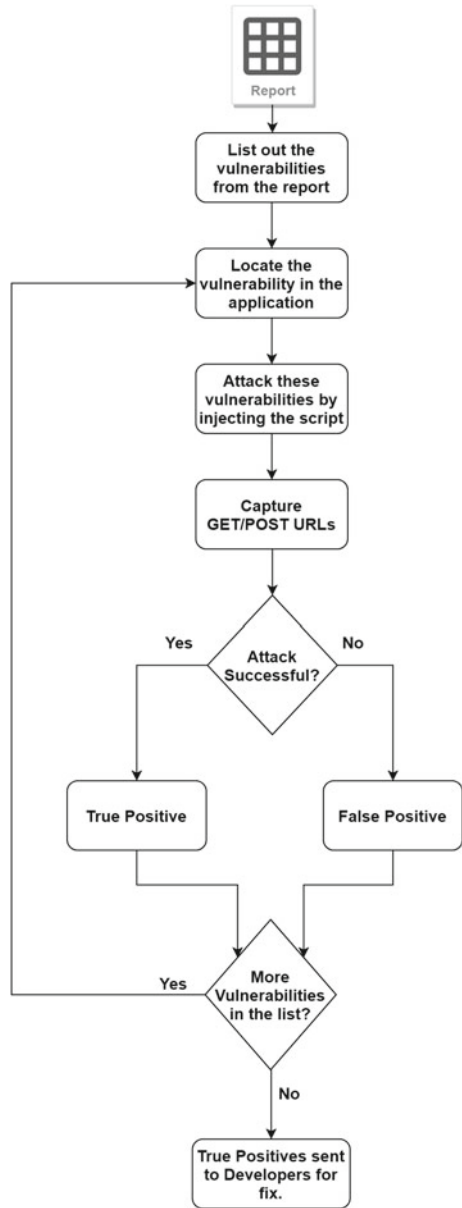 Report
List out the
vulnerabilities
from the report
Locate the
vulnerability in the
application
Attack these
vulnerabilities by
injecting the script
Capture
GET/POST URLs
Yes
No
Attack
Successful?
True Positive
False Positive
Yes
More
Vulnerabilities
in the list?
No
True Positives sent
to Developers for
fix.